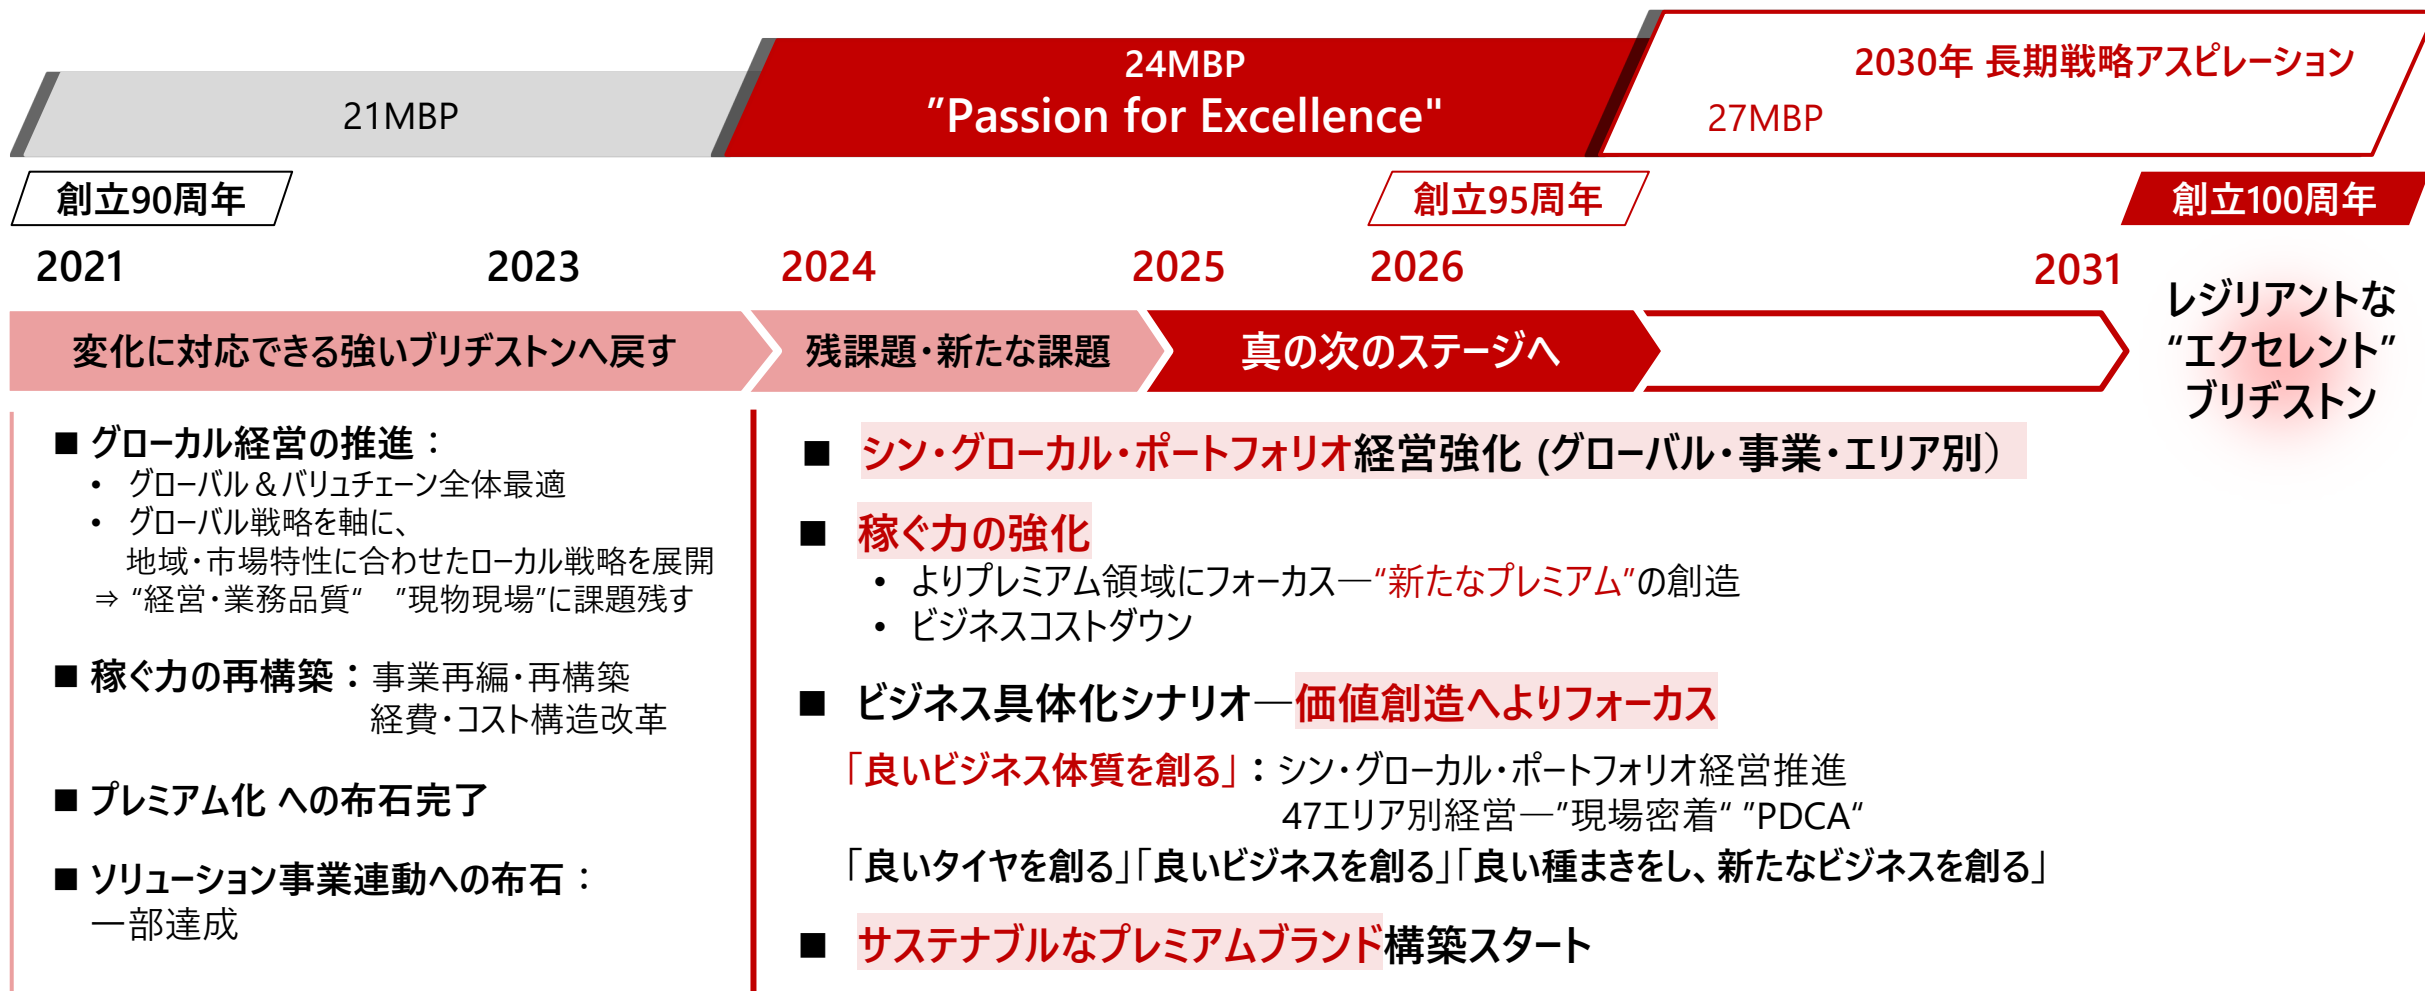 21MBP
24MBP
”Passion for Excellence"
2030年 長期戦略アスピレーション
27MBP
創立90周年
創立95周年
創立100周年
2021
2023
2024
2025
2026
2031
変化に対応できる強いブリヂストンへ戻す
残課題・新たな課題
真の次のステージへ
レジリアントな
“エクセレント”
ブリヂストン
■ グローカル経営の推進：
• グローバル＆バリュチェーン全体最適
• グローバル戦略を軸に、
地域・市場特性に合わせたローカル戦略を展開
⇒ “経営・業務品質“　”現物現場”に課題残す
■ 稼ぐ力の再構築：事業再編・再構築
経費・コスト構造改革
■ プレミアム化 への布石完了
■ ソリューション事業連動への布石：
一部達成
■ シン・グローカル・ポートフォリオ経営強化 (グローバル・事業・エリア別）
■ 稼ぐ力の強化
• よりプレミアム領域にフォーカス―“新たなプレミアム“の創造
• ビジネスコストダウン
■ ビジネス具体化シナリオ―価値創造へよりフォーカス
「良いビジネス体質を創る」：シン・グローカル・ポートフォリオ経営推進
47エリア別経営―”現場密着“ ”PDCA“
「良いタイヤを創る」「良いビジネスを創る」「良い種まきをし、新たなビジネスを創る」
■ サステナブルなプレミアムブランド構築スタート